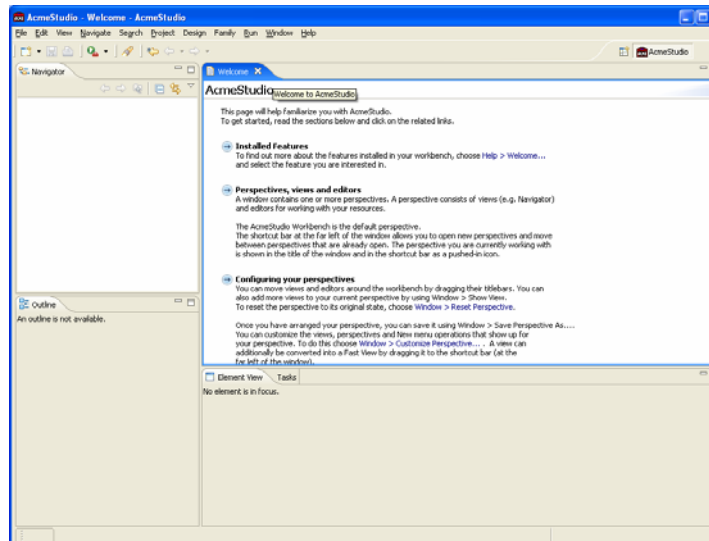 AcmeStudio - Welcome - AcmeStudio
File Edit View Navigate Search Project Design Family Run Window Help
AcmeStudio
Navigator
Welcome
AcmeStudio
Welcome to AcmeStudio
This page will help familiarize you with AcmeStudio.
To get started, read the sections below and click on the related links.
Installed Features
To find out more about the features installed in your workbench, choose Help > Welcome...
and select the feature you are interested in.
Perspectives, views and editors
A window contains one or more perspectives. A perspective consists of views (e.g. Navigator)
and editors for working with your resources.
The AcmeStudio Workbench is the default perspective.
The shortcut bar at the far left of the window allows you to open new perspectives and move
between perspectives that are already open. The perspective you are currently working with
is shown in the title of the window and in the shortcut bar as a pushed-in icon.
Configuring your perspectives
You can move views and editors around the workbench by dragging their titlebars. You can
also add more views to your current perspective by using Window > Show View.
To reset the perspective to its original state, choose Window > Reset Perspective.
Once you have arranged your perspective, you can save it using Window > Save Perspective As....
You can customize the views, perspectives and New menu operations that show up for
your perspective. To do this choose Window > Customize Perspective... . A view can
additionally be converted into a Fast View by dragging it to the shortcut bar (at the
far left of the window).
Outline
An outline is not available.
Element View Tasks
No element is in focus.